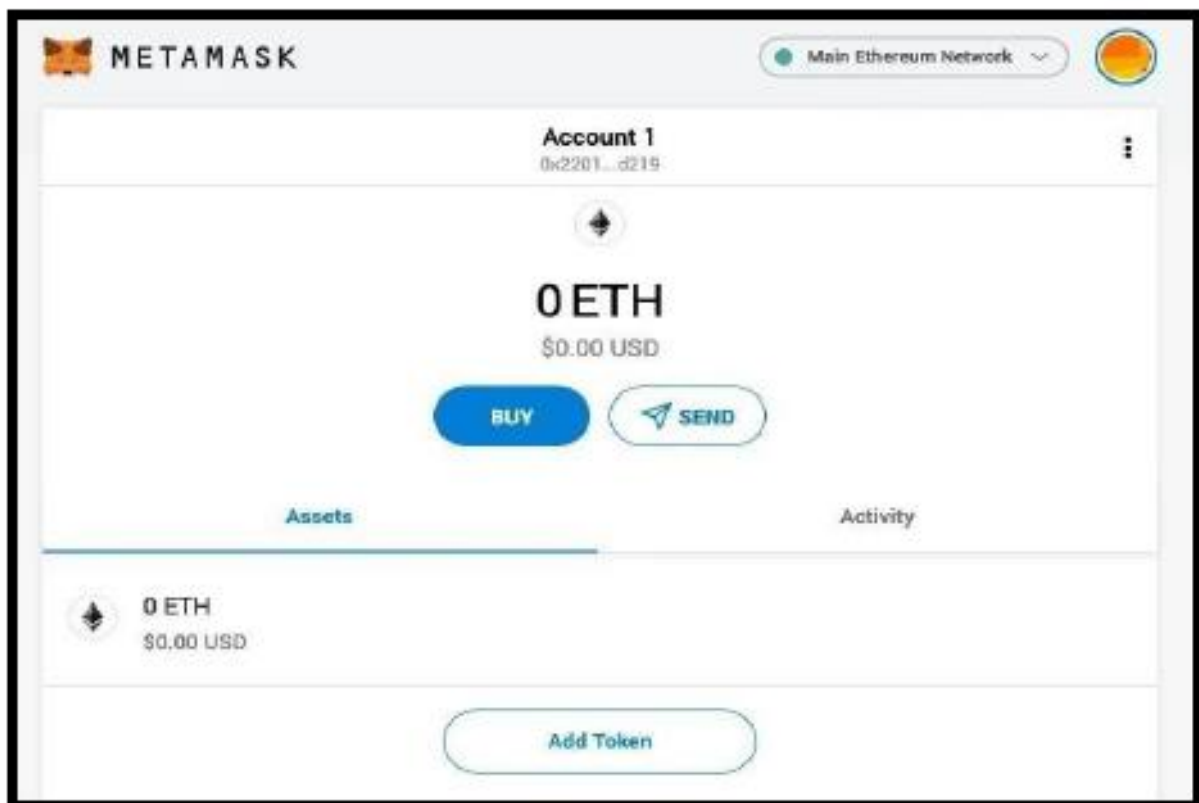 METAMASK
Main Ethereum Network
Account 1
0x2201...d219
0 ETH
$0.00 USD
BUY
SEND
Assets
Activity
0 ETH
$0.00 USD
Add Token